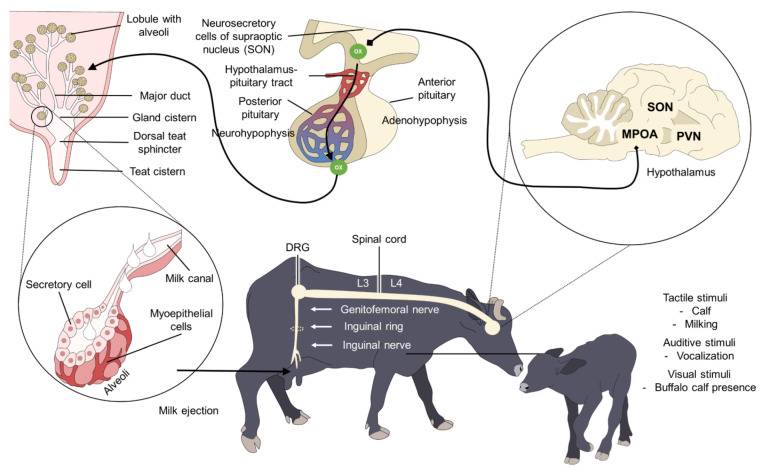 Lobule with
alveoli
Major duct
Gland cistern
Dorsal teat
sphincter
Teat cistern
Neurosecretory
cells of supraoptic
nucleus (SON)
OX
Hypothalamus-
pituitary tract
Posterior
pituitary
Neurohypophysis
Anterior
pituitary
Adenohypophysis
OX
SON
MPOA
PVN
Hypothalamus
Secretory cell
Milk canal
Myoepithelial
cells
Alveoli
Milk ejection
DRG
Spinal cord
L3
L4
Genitofemoral nerve
Inguinal ring
Inguinal nerve
Tactile stimuli
- Calf
- Milking
Auditive stimuli
- Vocalization
Visual stimuli
- Buffalo calf presence